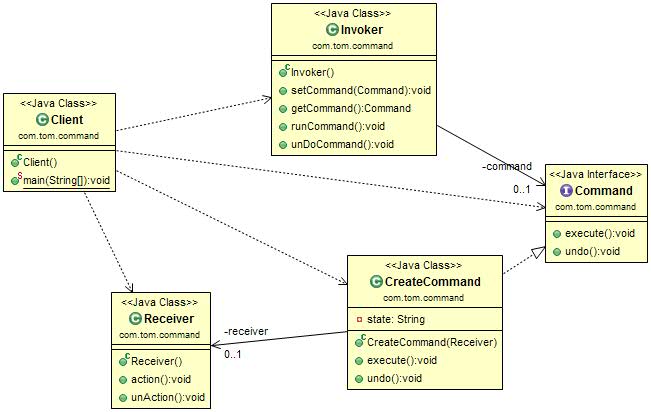 <<Java Class>>
Invoker
com.tom.command
Invoker()
setCommand(Command):void
getCommand():Command
runCommand():void
unDoCommand():void
<<Java Class>>
Client
com.tom.command
Client()
main(String[]):void
-command
0..1
<<Java Interface>>
Command
com.tom.command
execute():void
undo():void
<<Java Class>>
CreateCommand
com.tom.command
state: String
CreateCommand(Receiver)
execute():void
undo():void
<<Java Class>>
Receiver
com.tom.command
Receiver()
action():void
unAction():void
-receiver
0..1